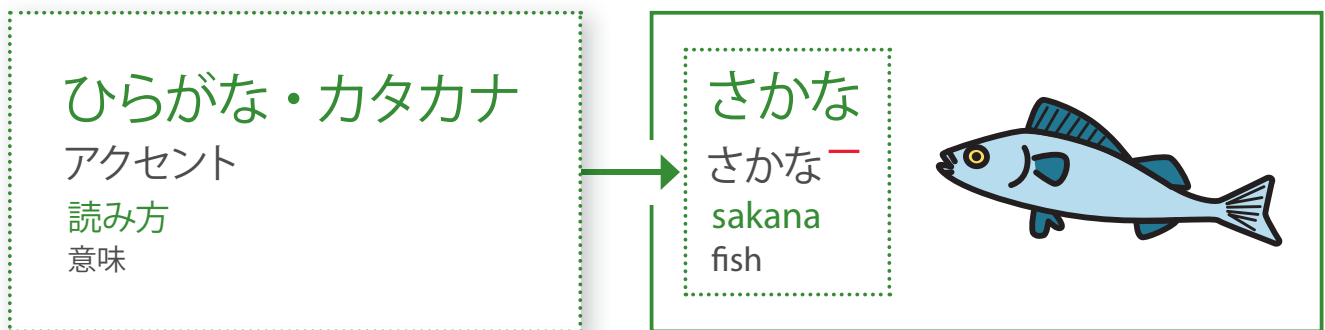 ひらがな・カタカナ
アクセント
読み方
意味
さかな
さかな￣
sakana
fish